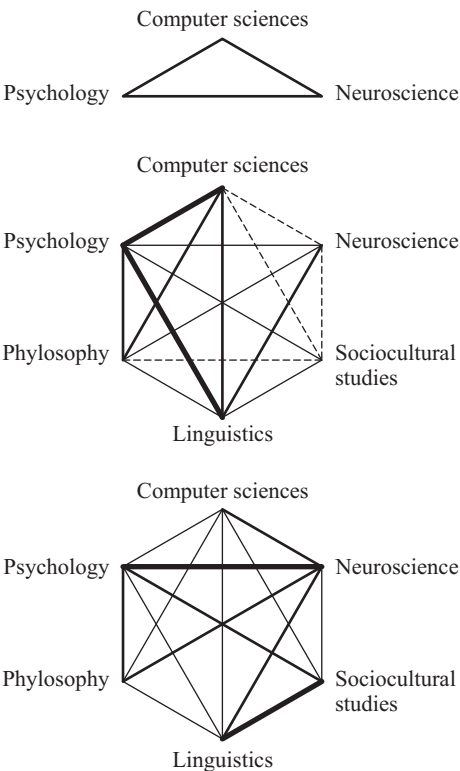 Computer sciences
Psychology
Neuroscience
Computer sciences
Psychology
Neuroscience
Phylosophy
Sociocultural
studies
Linguistics
Computer sciences
Psychology
Neuroscience
Phylosophy
Sociocultural
studies
Linguistics